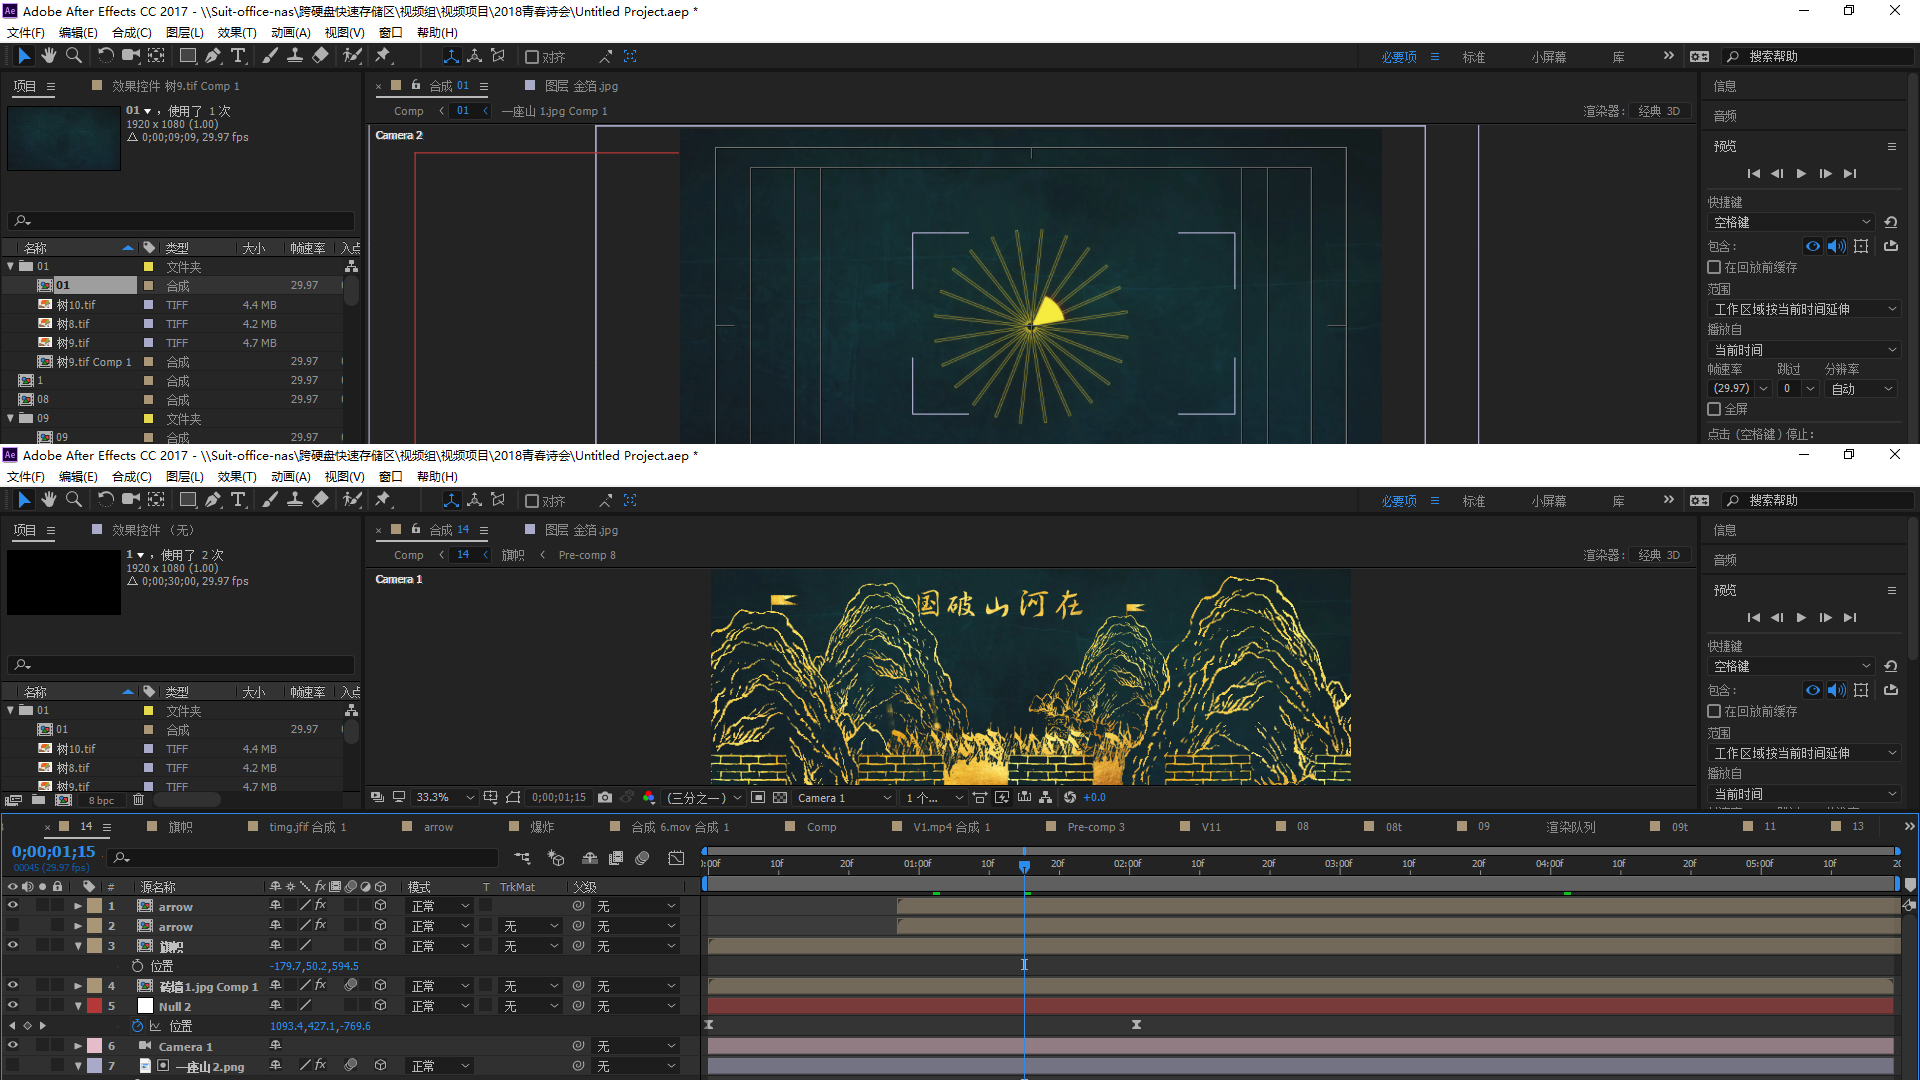 Adobe After Effects CC 2017 - \\Suit-office-nas\跨硬盘快速存储区\视频组\视频项目\2018青春诗会\Untitled Project.aep *
文件(F) 编辑(E) 合成(C) 图层(L) 效果(T) 动画(A) 视图(V) 窗口 帮助(H)
对齐 必要项 标准 小屏幕 库 搜索帮助
项目 效果控件 树9.tif Comp 1 合成 01 图层 金箔.jpg 信息
01 ，使用了 1 次
1920 x 1080 (1.00)
△ 0;00;09;09, 29.97 fps
Comp 01 一座山 1.jpg Comp 1 渲染器: 经典 3D
音频
Camera 2
预览
快捷键
空格键
包含:
在回放前缓存
范围
工作区域按当前时间延伸
播放自
当前时间
帧速率 跳过 分辨率
(29.97) 0 自动
全屏
点击(空格键)停止:
名称 类型 大小 帧速率 入点
01 文件夹
01 合成 29.97
树10.tif TIFF 4.4 MB
树8.tif TIFF 4.2 MB
树9.tif TIFF 4.7 MB
树9.tif Comp 1 合成 29.97
1 合成 29.97
08 合成 29.97
09 文件夹
09 合成 29.97
Adobe After Effects CC 2017 - \\Suit-office-nas\跨硬盘快速存储区\视频组\视频项目\2018青春诗会\Untitled Project.aep *
文件(F) 编辑(E) 合成(C) 图层(L) 效果(T) 动画(A) 视图(V) 窗口 帮助(H)
对齐 必要项 标准 小屏幕 库 搜索帮助
项目 效果控件 （无） 合成 14 图层 金箔.jpg 信息
1 ，使用了 2 次
1920 x 1080 (1.00)
△ 0;00;30;00, 29.97 fps
Comp 14 旗帜 Pre-comp 8 渲染器: 经典 3D
音频
Camera 1
国破山河在
预览
快捷键
空格键
包含:
在回放前缓存
范围
工作区域按当前时间延伸
播放自
当前时间
名称 类型 大小 帧速率 入点
01 文件夹
01 合成 29.97
树10.tif TIFF 4.4 MB
树8.tif TIFF 4.2 MB
树9.tif TIFF 4.7 MB
8 bpc 33.3% 0;00;01;15 (三分之一) Camera 1 1 个... +0.0
14 旗帜 timg.jfif 合成 1 arrow 爆炸 合成 6.mov 合成 1 Comp V1.mp4 合成 1 Pre-comp 3 V11 08 08t 09 渲染队列 09t 11 13
0;00;01;15
00045 (29.97 fps)
):00f 10f 20f 01:00f 10f 20f 02:00f 10f 20f 03:00f 10f 20f 04:00f 10f 20f 05:00f 10f 20
# 源名称 fx 模式 T TrkMat 父级
1 arrow fx 正常 无
2 arrow fx 正常 无 无
3 旗帜 正常 无 无
位置 -179.7,50.2,594.5
4 砖墙1.jpg Comp 1 fx 正常 无 无
5 Null 2 正常 无 无
位置 1093.4,427.1,-769.6
6 Camera 1 无
7 一座山 2.png fx 正常 无